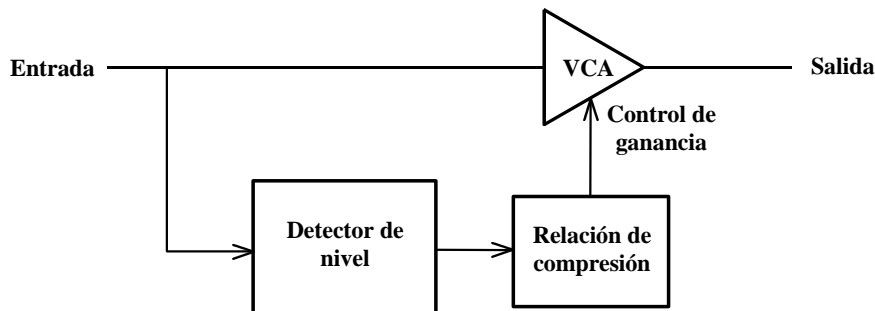 Entrada
VCA
Salida
Control de
ganancia
Detector de
nivel
Relación de
compresión